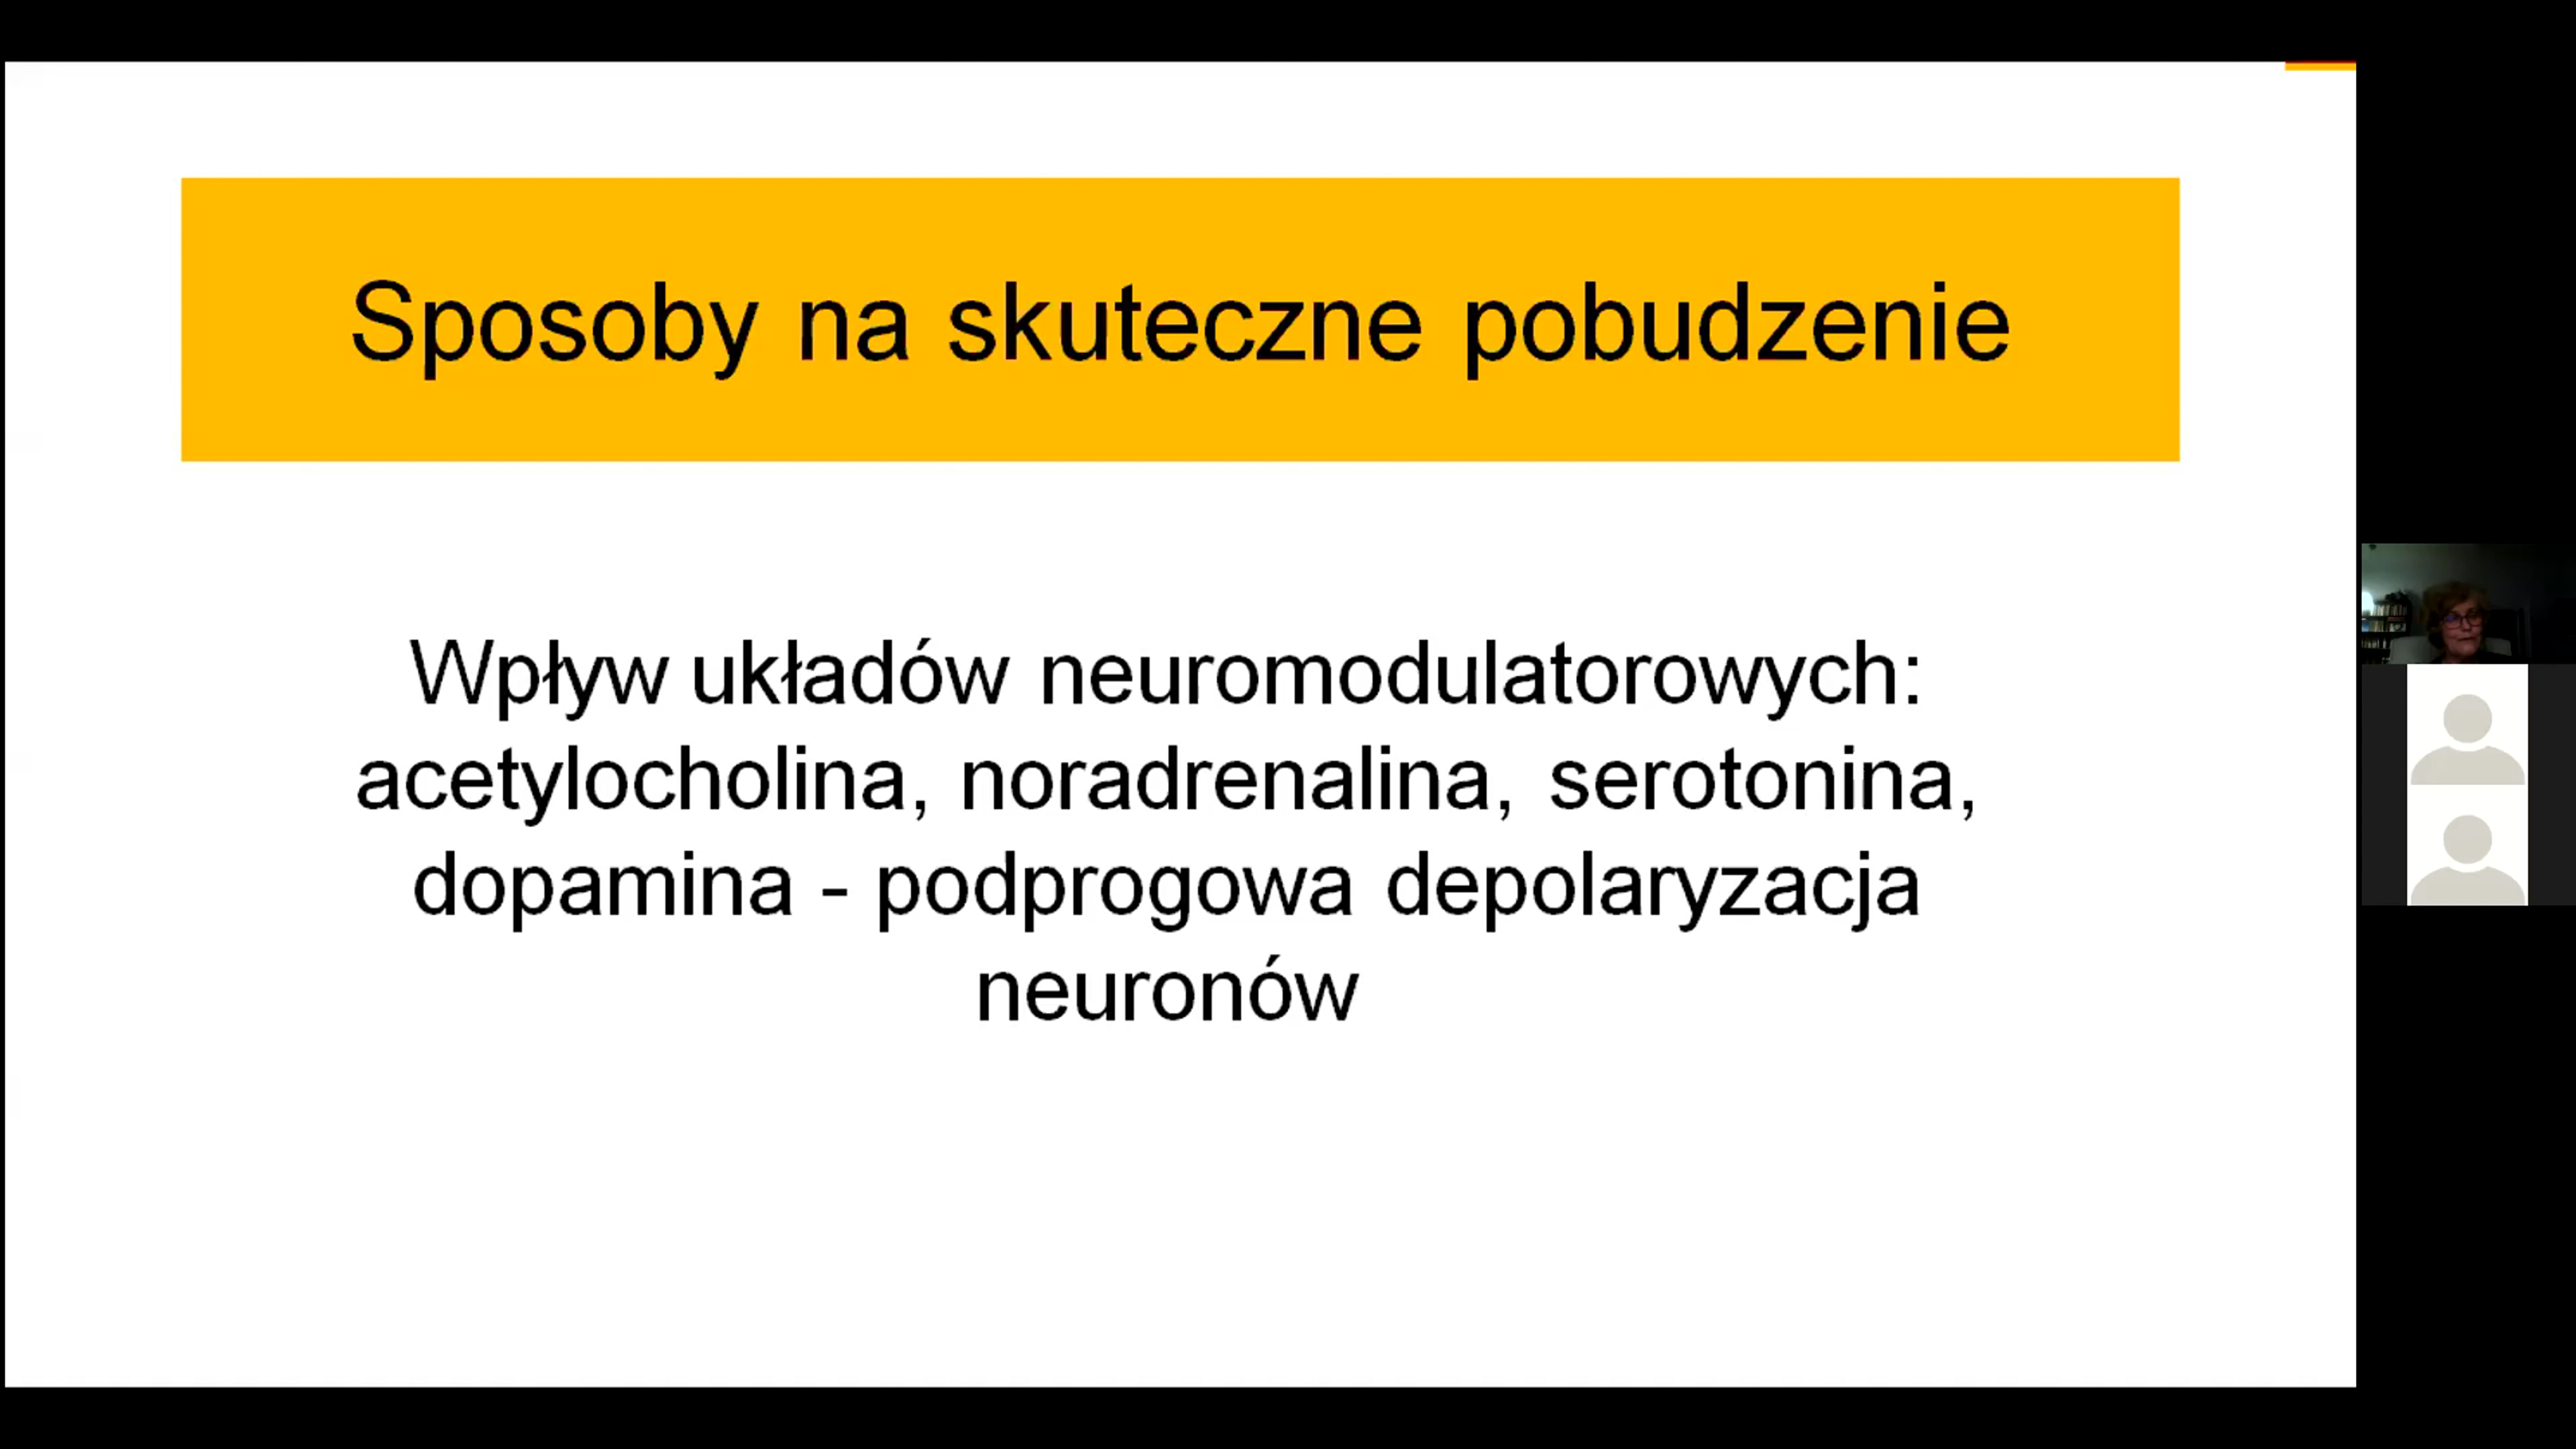 Sposoby na skuteczne pobudzenie
Wpływ układów neuromodulatorowych:
acetylocholina, noradrenalina, serotonina,
dopamina - podprogowa depolaryzacja
neuronów